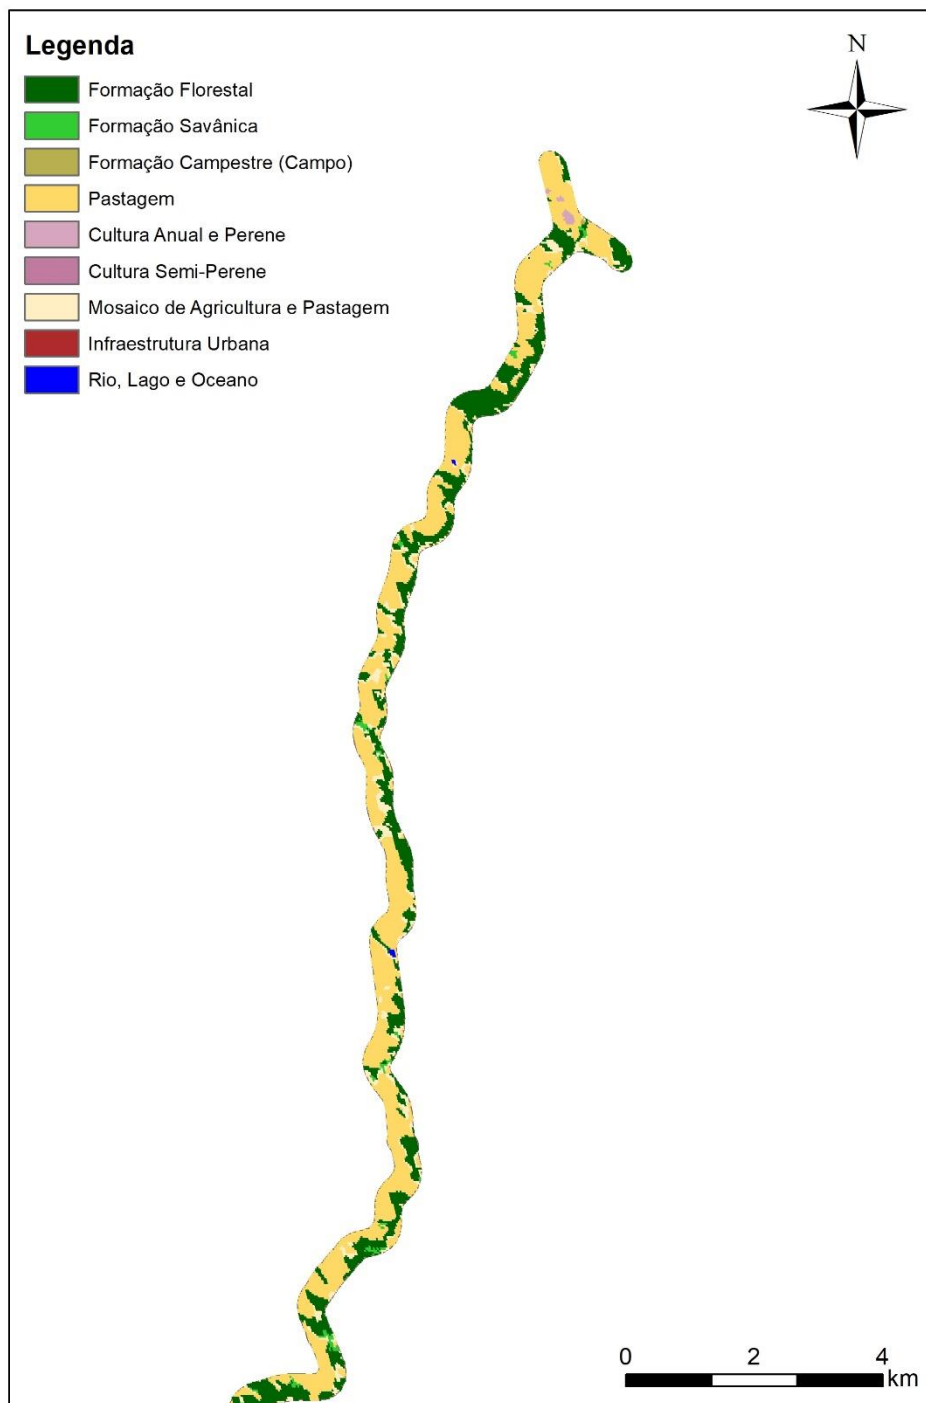 Legenda
Formação Florestal
Formação Savânica
Formação Campestre (Campo)
Pastagem
Cultura Anual e Perene
Cultura Semi-Perene
Mosaico de Agricultura e Pastagem
Infraestrutura Urbana
Rio, Lago e Oceano
N
0 2 4
km